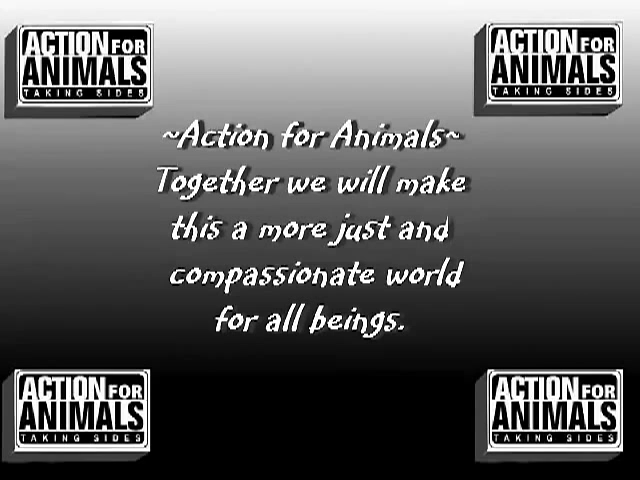 ACTION FOR
ANIMALS
TAKING SIDES
ACTION FOR
ANIMALS
TAKING SIDES
~Action for Animals~
Together we will make
this a more just and
compassionate world
for all beings.
ACTION FOR
ANIMALS
TAKING SIDES
ACTION FOR
ANIMALS
TAKING SIDES